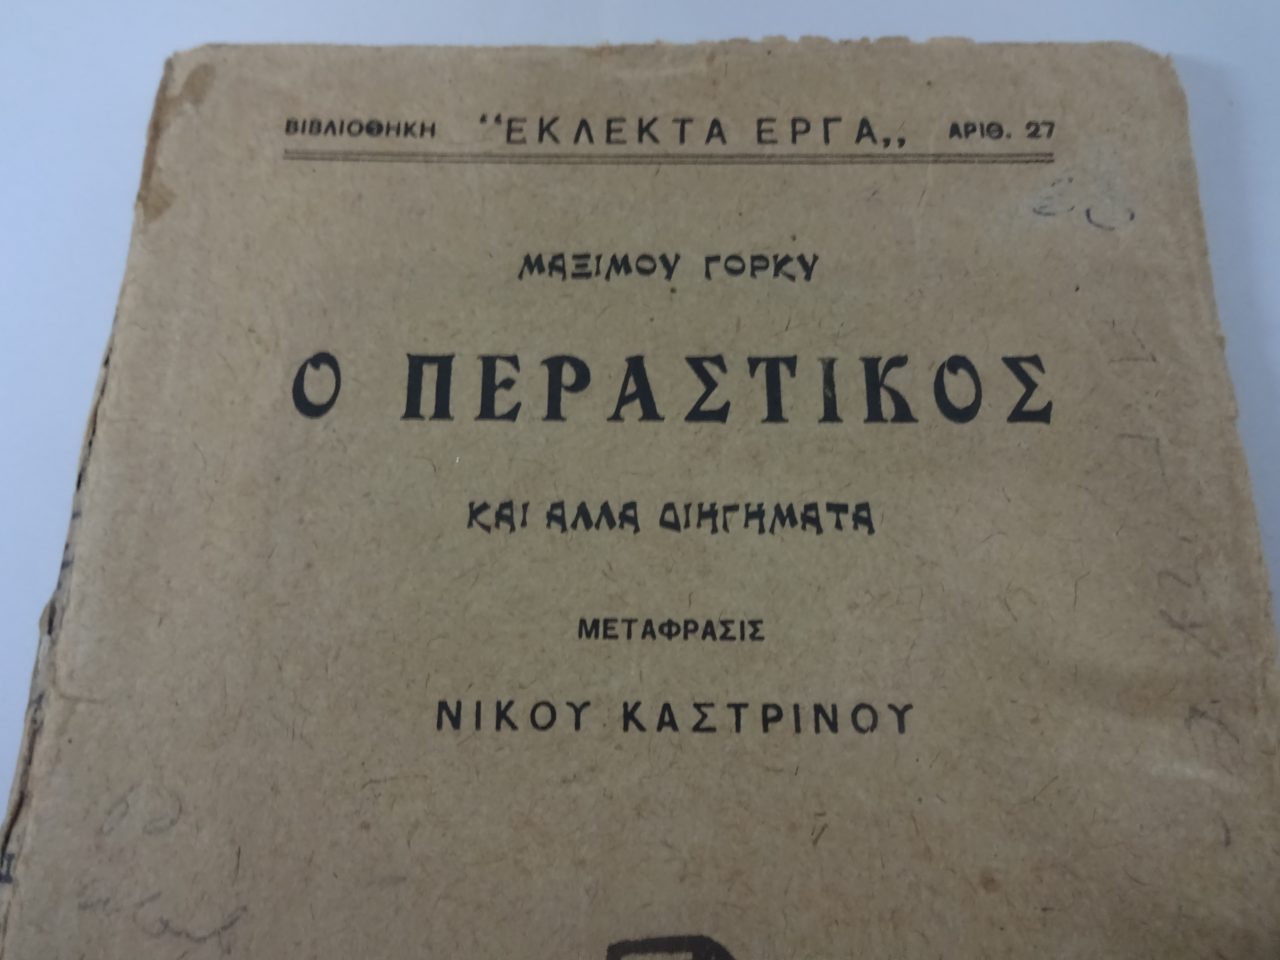 ΒΙΒΛΙΟΘΗΚΗ “ΕΚΛΕΚΤΑ ΕΡΓΑ„ ΑΡΙΘ. 27
ΜΑΞΙΜΟΥ ΓΟΡΚΥ
Ο ΠΕΡΑΣΤΙΚΟΣ
ΚΑΙ ΑΛΛΑ ΔΙΗΓΗΜΑΤΑ
ΜΕΤΑΦΡΑΣΙΣ
ΝΙΚΟΥ ΚΑΣΤΡΙΝΟΥ